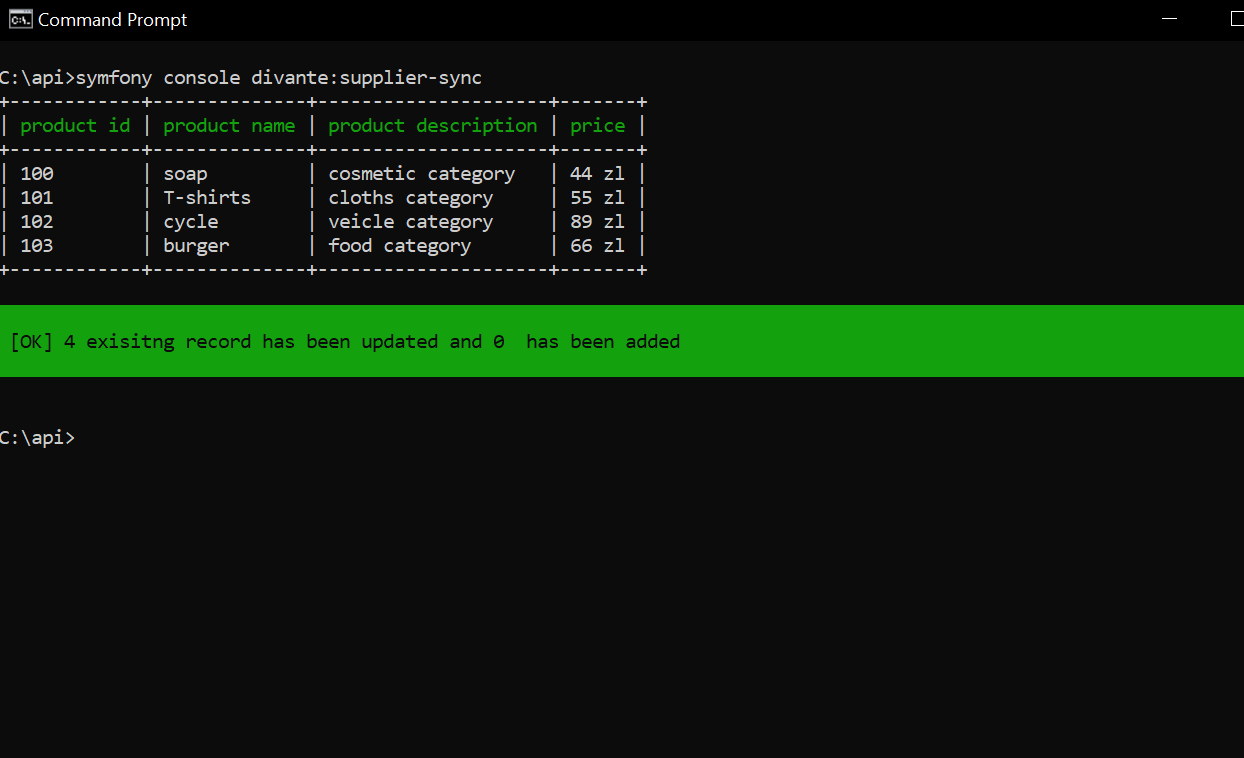 Command Prompt
C:\api>symfony console divante:supplier-sync
+------------+--------------+---------------------+-------+
| product id | product name | product description | price |
+------------+--------------+---------------------+-------+
| 100        | soap         | cosmetic category   | 44 zl |
| 101        | T-shirts     | cloths category     | 55 zl |
| 102        | cycle        | veicle category     | 89 zl |
| 103        | burger       | food category       | 66 zl |
+------------+--------------+---------------------+-------+
[OK] 4 exisitng record has been updated and 0  has been added
C:\api>